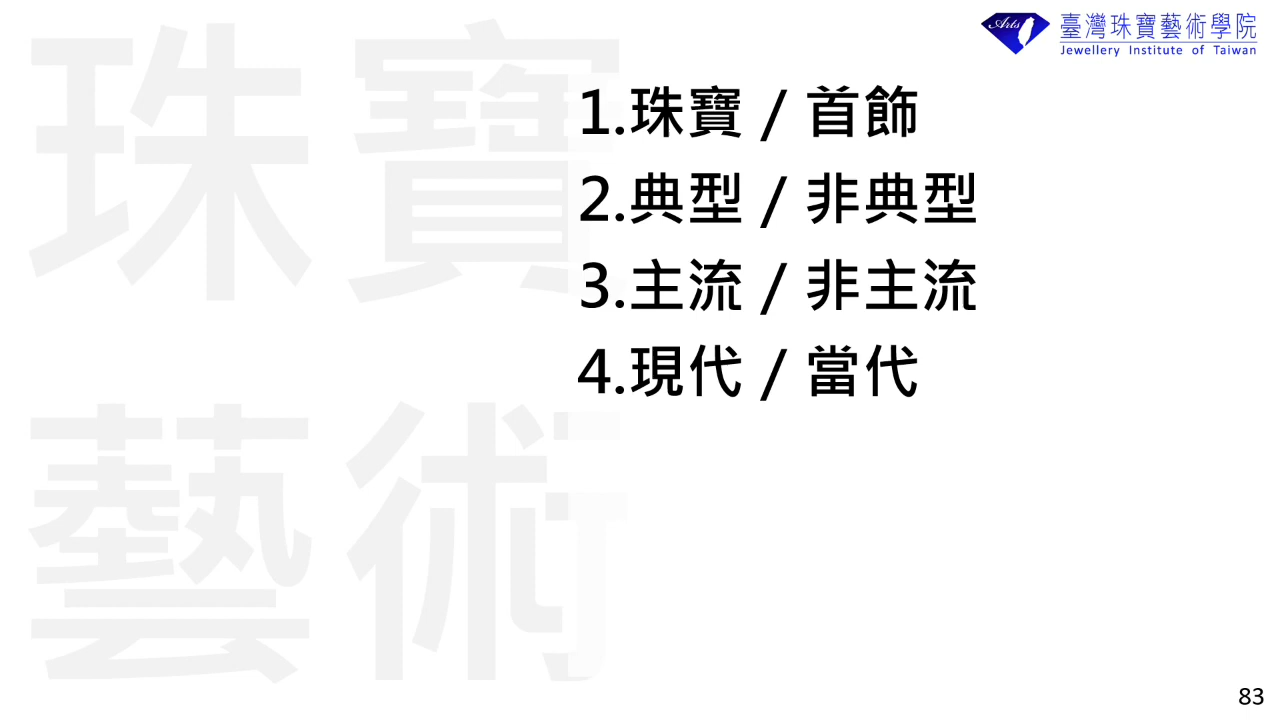 珠寶
藝術
Arts
臺灣珠寶藝術學院
Jewellery Institute of Taiwan
1.珠寶 / 首飾
2.典型 / 非典型
3.主流 / 非主流
4.現代 / 當代
83